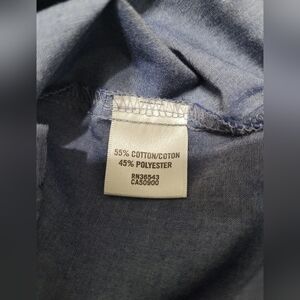 55% COTTON/COTON
45% POLYESTER
RN36543
CA50900